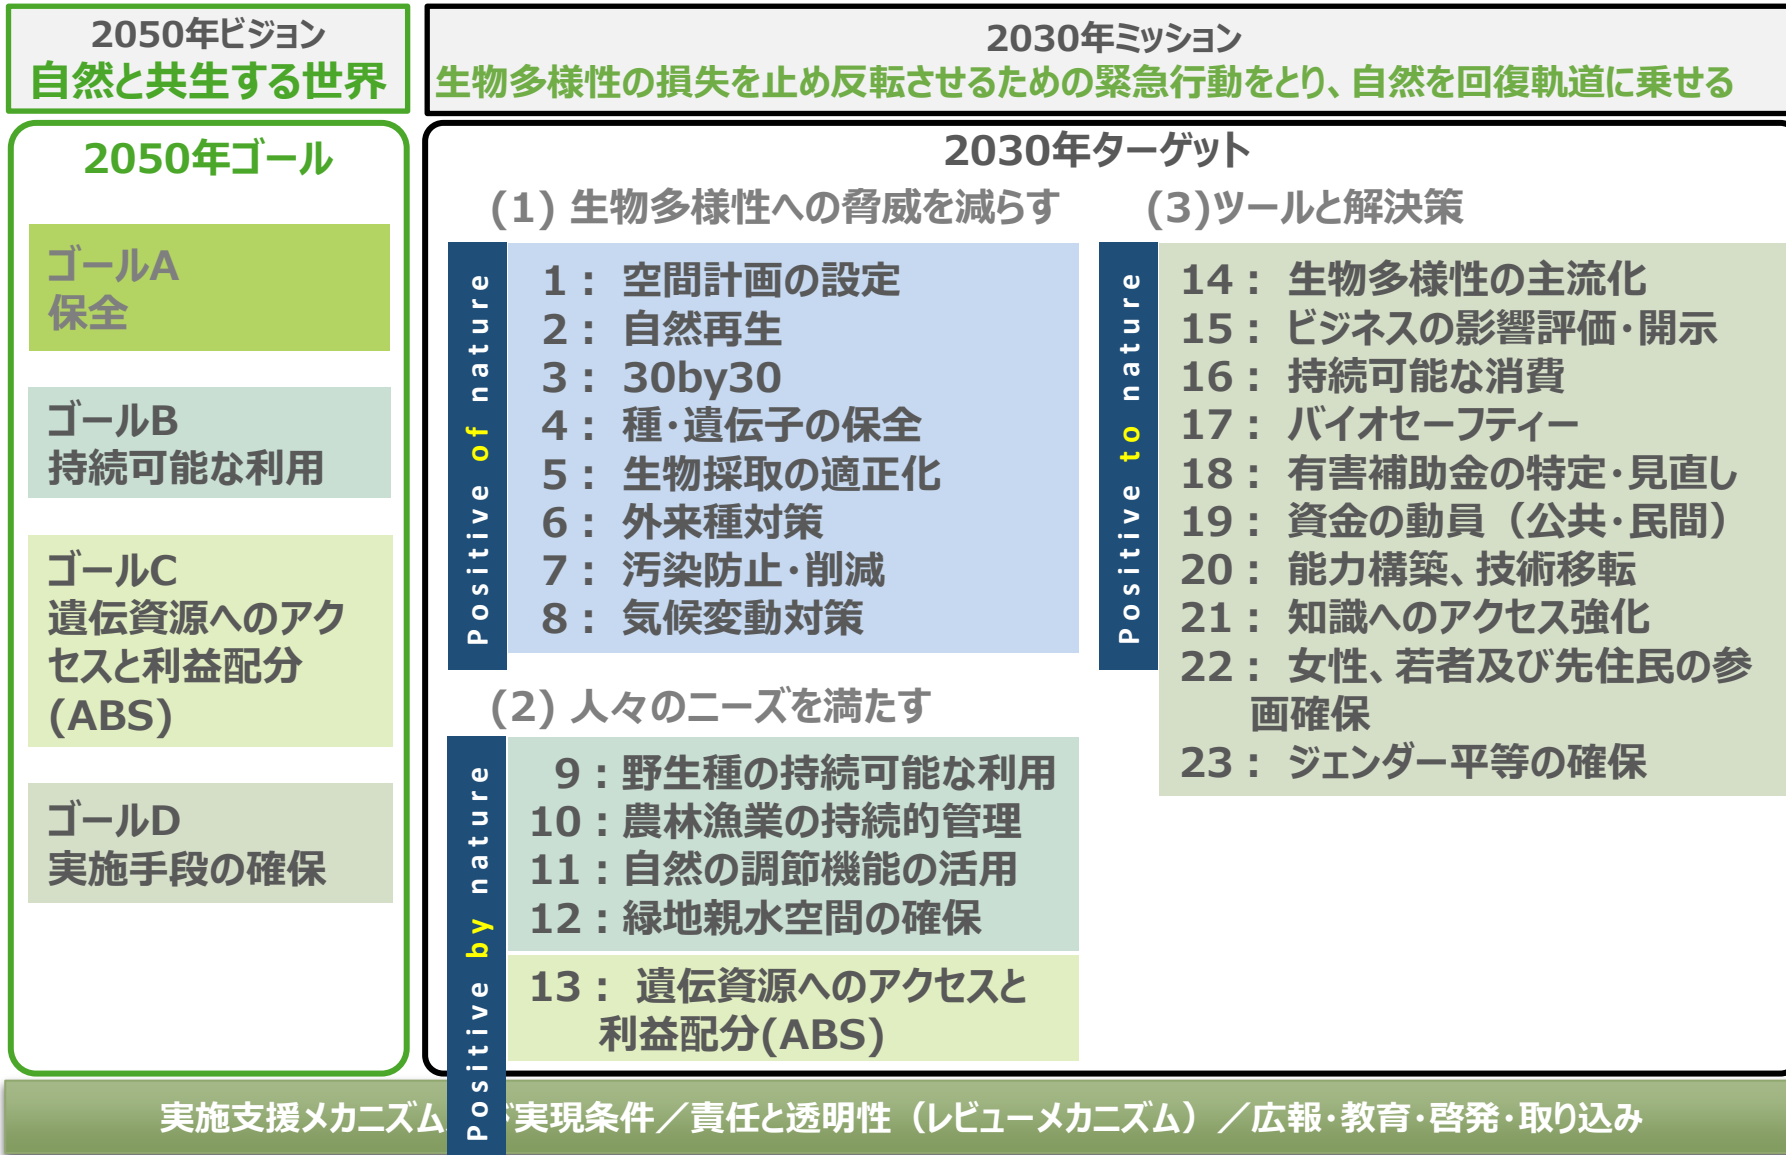 2050年ビジョン
自然と共生する世界
2030年ミッション
生物多様性の損失を止め反転させるための緊急行動をとり、自然を回復軌道に乗せる
2050年ゴール
ゴールA
保全
ゴールB
持続可能な利用
ゴールC
遺伝資源へのアク
セスと利益配分
(ABS)
ゴールD
実施手段の確保
2030年ターゲット
(1) 生物多様性への脅威を減らす
Positive of nature
1： 空間計画の設定
2： 自然再生
3： 30by30
4： 種・遺伝子の保全
5： 生物採取の適正化
6： 外来種対策
7： 汚染防止・削減
8： 気候変動対策
(2) 人々のニーズを満たす
Positive by nature
9：野生種の持続可能な利用
10：農林漁業の持続的管理
11：自然の調節機能の活用
12：緑地親水空間の確保
13： 遺伝資源へのアクセスと
利益配分(ABS)
(3)ツールと解決策
Positive to nature
14： 生物多様性の主流化
15： ビジネスの影響評価・開示
16： 持続可能な消費
17： バイオセーフティー
18： 有害補助金の特定・見直し
19： 資金の動員（公共・民間）
20： 能力構築、技術移転
21： 知識へのアクセス強化
22： 女性、若者及び先住民の参
画確保
23： ジェンダー平等の確保
実施支援メカニズム 実現条件／責任と透明性（レビューメカニズム）／広報・教育・啓発・取り込み